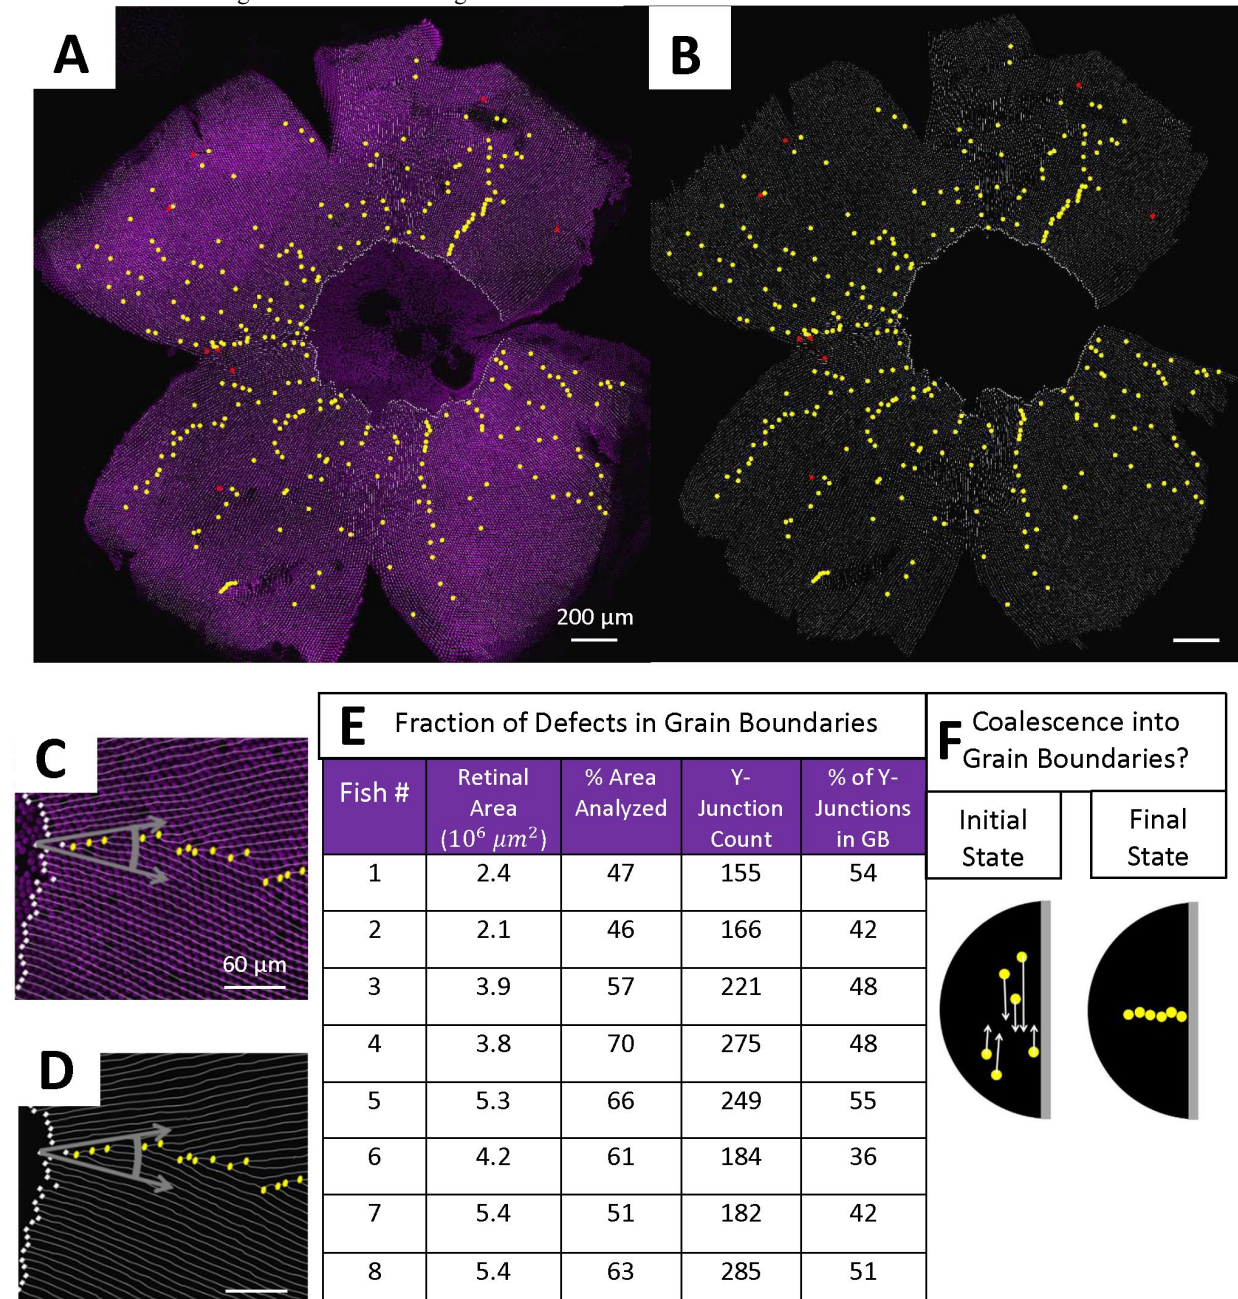 A
B
200 μm
C
60 μm
D
E Fraction of Defects in Grain Boundaries
Fish # Retinal Area (10⁶ μm²) % Area Analyzed Y-Junction Count % of Y-Junctions in GB
1 2.4 47 155 54
2 2.1 46 166 42
3 3.9 57 221 48
4 3.8 70 275 48
5 5.3 66 249 55
6 4.2 61 184 36
7 5.4 51 182 42
8 5.4 63 285 51
F Coalescence into
Grain Boundaries?
Initial
State
Final
State